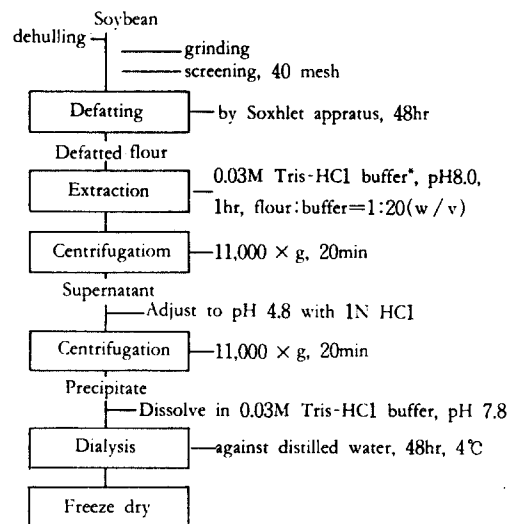 Soybean
dehulling
grinding
screening, 40 mesh
Defatting
by Soxhlet appratus, 48hr
Defatted flour
Extraction
0.03M Tris-HCl buffer*, pH8.0,
1hr, flour:buffer=1:20(w/v)
Centrifugatiom
11,000 × g, 20min
Supernatant
Adjust to pH 4.8 with 1N HCl
Centrifugation
11,000 × g, 20min
Precipitate
Dissolve in 0.03M Tris-HCl buffer, pH 7.8
Dialysis
against distilled water, 48hr, 4℃
Freeze dry